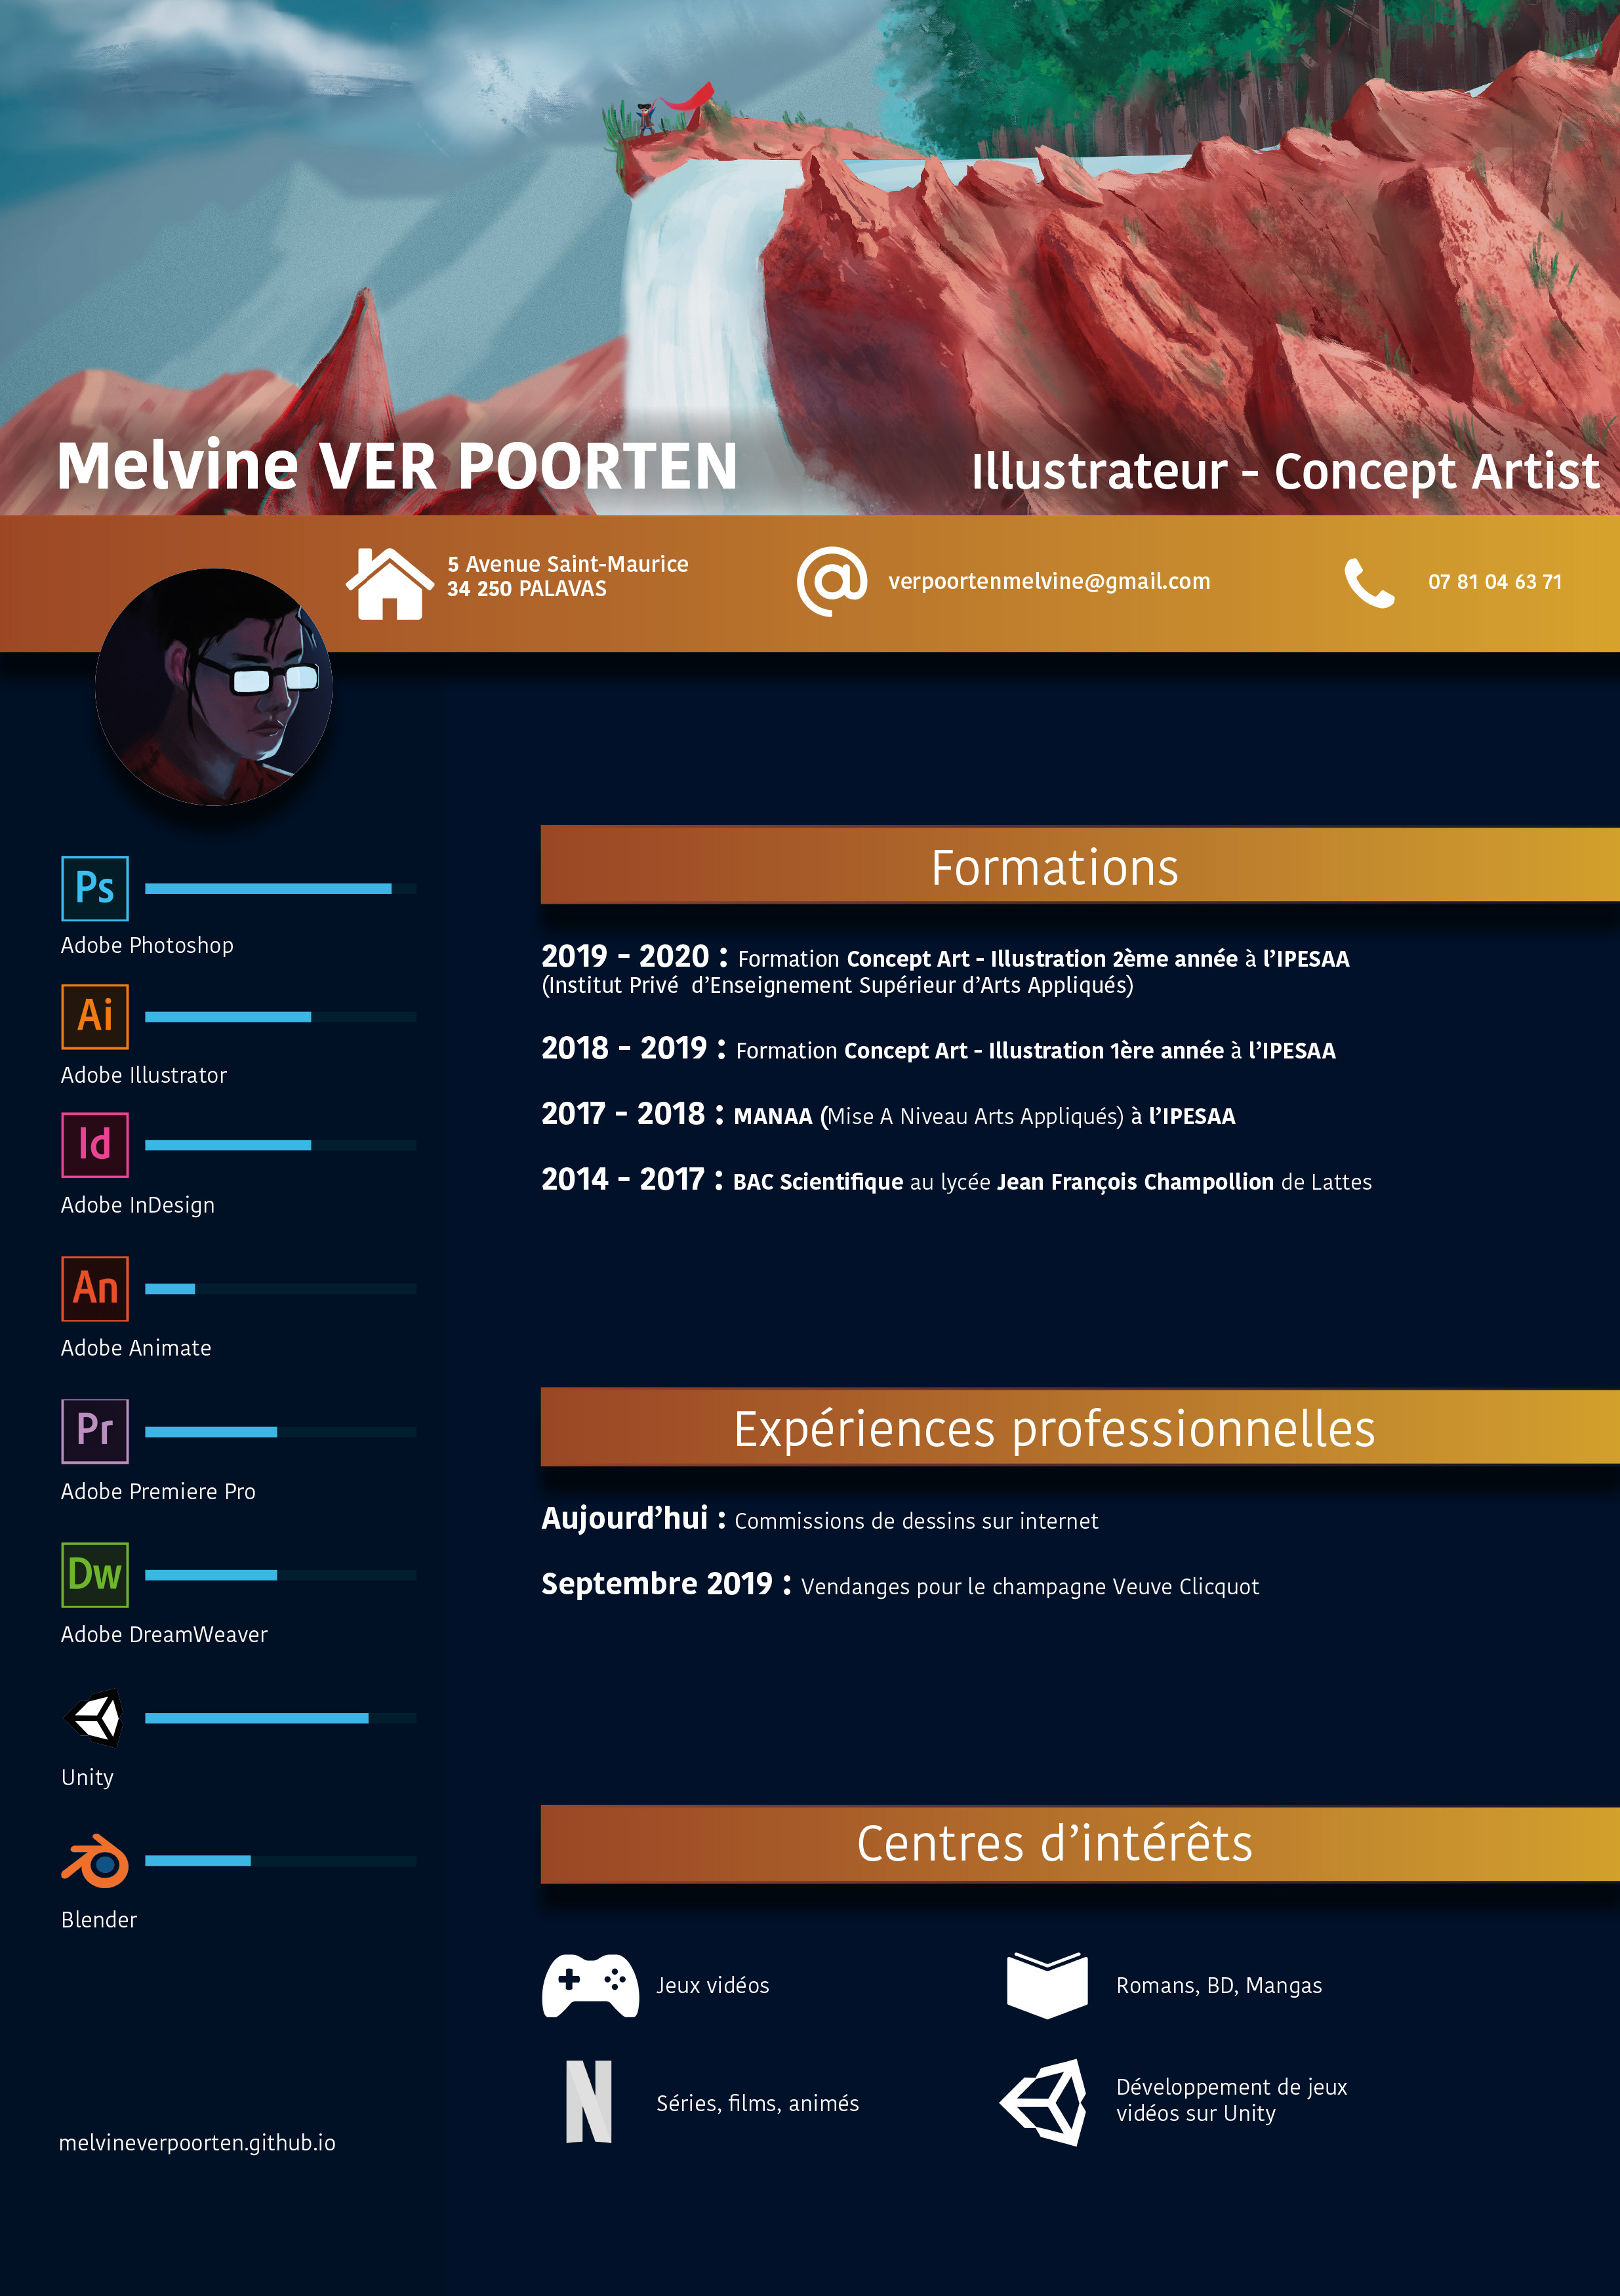 Melvine VER POORTEN
Illustrateur - Concept Artist
5 Avenue Saint-Maurice
34 250 PALAVAS
verpoortenmelvine@gmail.com
07 81 04 63 71
Ps
Adobe Photoshop
Ai
Adobe Illustrator
Id
Adobe InDesign
An
Adobe Animate
Pr
Adobe Premiere Pro
Dw
Adobe DreamWeaver
Unity
Blender
melvineverpoorten.github.io
Formations
2019 - 2020 : Formation Concept Art - Illustration 2ème année à l’IPESAA
(Institut Privé  d’Enseignement Supérieur d’Arts Appliqués)
2018 - 2019 : Formation Concept Art - Illustration 1ère année à l’IPESAA
2017 - 2018 : MANAA (Mise A Niveau Arts Appliqués) à l’IPESAA
2014 - 2017 : BAC Scientifique au lycée Jean François Champollion de Lattes
Expériences professionnelles
Aujourd’hui : Commissions de dessins sur internet
Septembre 2019 : Vendanges pour le champagne Veuve Clicquot
Centres d’intérêts
Jeux vidéos
Romans, BD, Mangas
N
Séries, films, animés
Développement de jeux
vidéos sur Unity